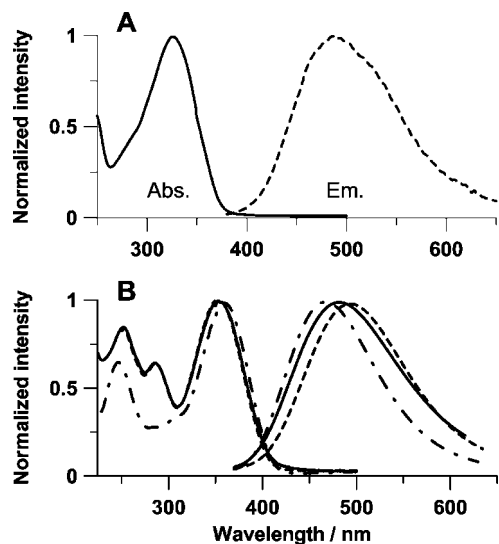 A
Normalized intensity
1
0.5
0
Abs.
Em.
300 400 500 600
B
Normalized intensity
1
0.5
0
300 400 500 600
Wavelength / nm